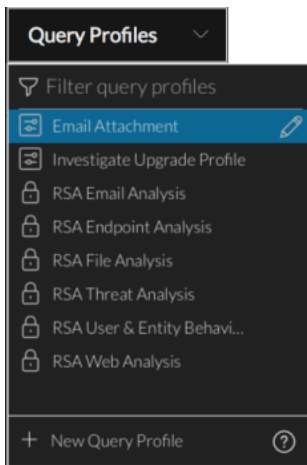 Query Profiles
Filter query profiles
Email Attachment
Investigate Upgrade Profile
RSA Email Analysis
RSA Endpoint Analysis
RSA File Analysis
RSA Threat Analysis
RSA User & Entity Behavi...
RSA Web Analysis
+ New Query Profile ?